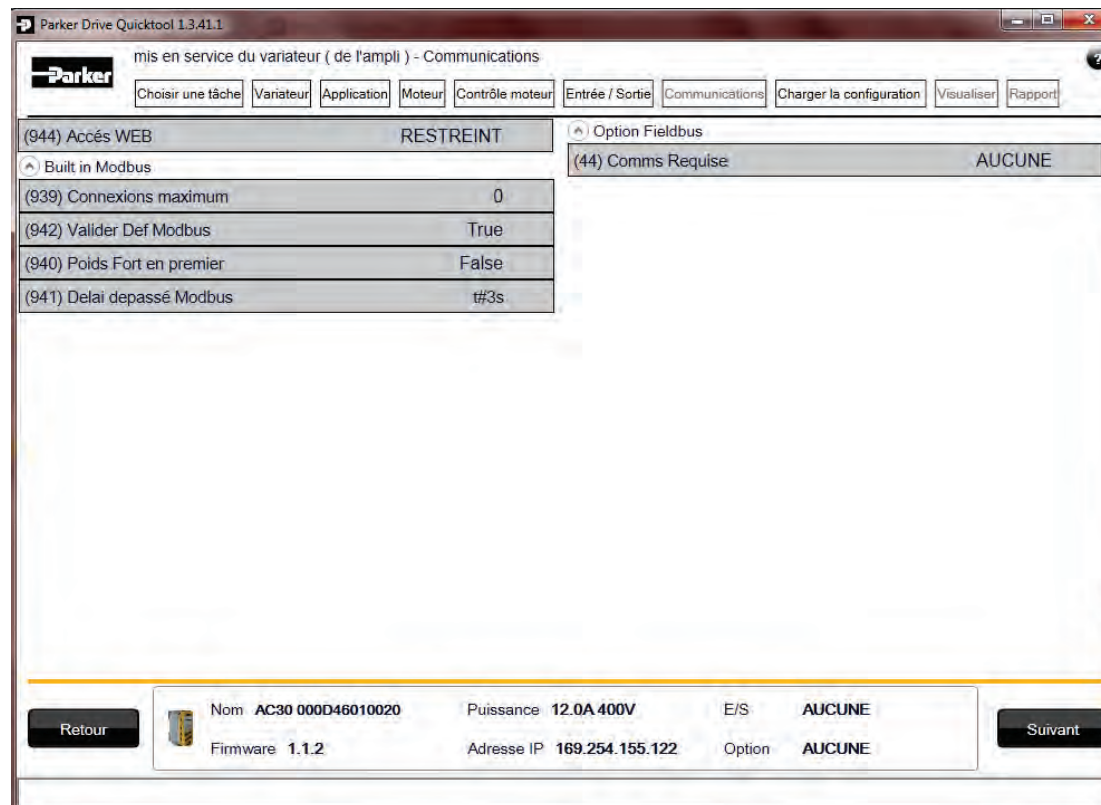 Parker Drive Quicktool 1.3.41.1
mis en service du variateur ( de l'ampli ) - Communications
Parker
Choisir une tâche Variateur Application Moteur Contrôle moteur Entrée / Sortie Communications Charger la configuration Visualiser Rapport
?
(944) Accés WEB RESTREINT
Built in Modbus
(939) Connexions maximum 0
(942) Valider Def Modbus True
(940) Poids Fort en premier False
(941) Delai depassé Modbus t#3s
Option Fieldbus
(44) Comms Requise AUCUNE
Retour
Nom AC30 000D46010020 Puissance 12.0A 400V E/S AUCUNE
Firmware 1.1.2 Adresse IP 169.254.155.122 Option AUCUNE
Suivant